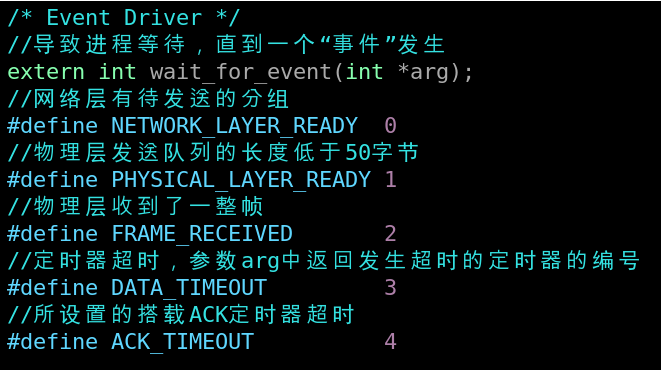 /* Event Driver */
//导致进程等待，直到一个“事件”发生
extern int wait_for_event(int *arg);
//网络层有待发送的分组
#define NETWORK_LAYER_READY  0
//物理层发送队列的长度低于50字节
#define PHYSICAL_LAYER_READY 1
//物理层收到了一整帧
#define FRAME_RECEIVED       2
//定时器超时，参数arg中返回发生超时的定时器的编号
#define DATA_TIMEOUT         3
//所设置的搭载ACK定时器超时
#define ACK_TIMEOUT          4